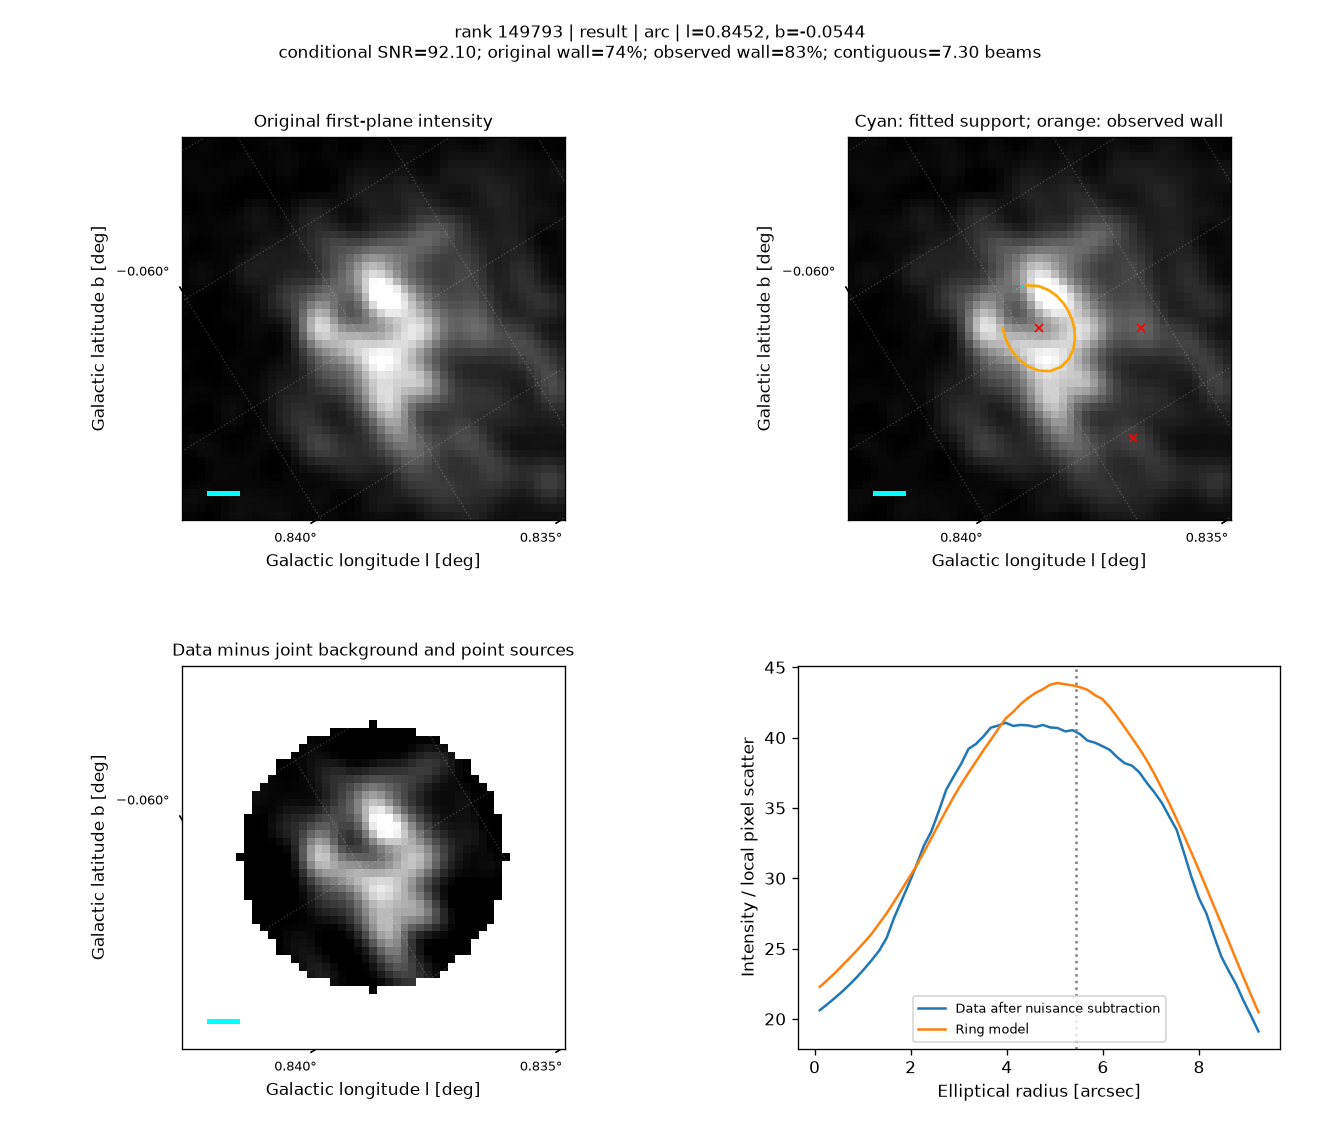 rank 149793 | result | arc | l=0.8452, b=-0.0544
conditional SNR=92.10; original wall=74%; observed wall=83%; contiguous=7.30 beams
Original first-plane intensity
Galactic latitude b [deg]
−0.060°
0.840°
0.835°
Galactic longitude l [deg]
Cyan: fitted support; orange: observed wall
Galactic latitude b [deg]
−0.060°
0.840°
0.835°
Galactic longitude l [deg]
Data minus joint background and point sources
Galactic latitude b [deg]
−0.060°
0.840°
0.835°
Galactic longitude l [deg]
Intensity / local pixel scatter
45
40
35
30
25
20
Data after nuisance subtraction
Ring model
0 2 4 6 8
Elliptical radius [arcsec]